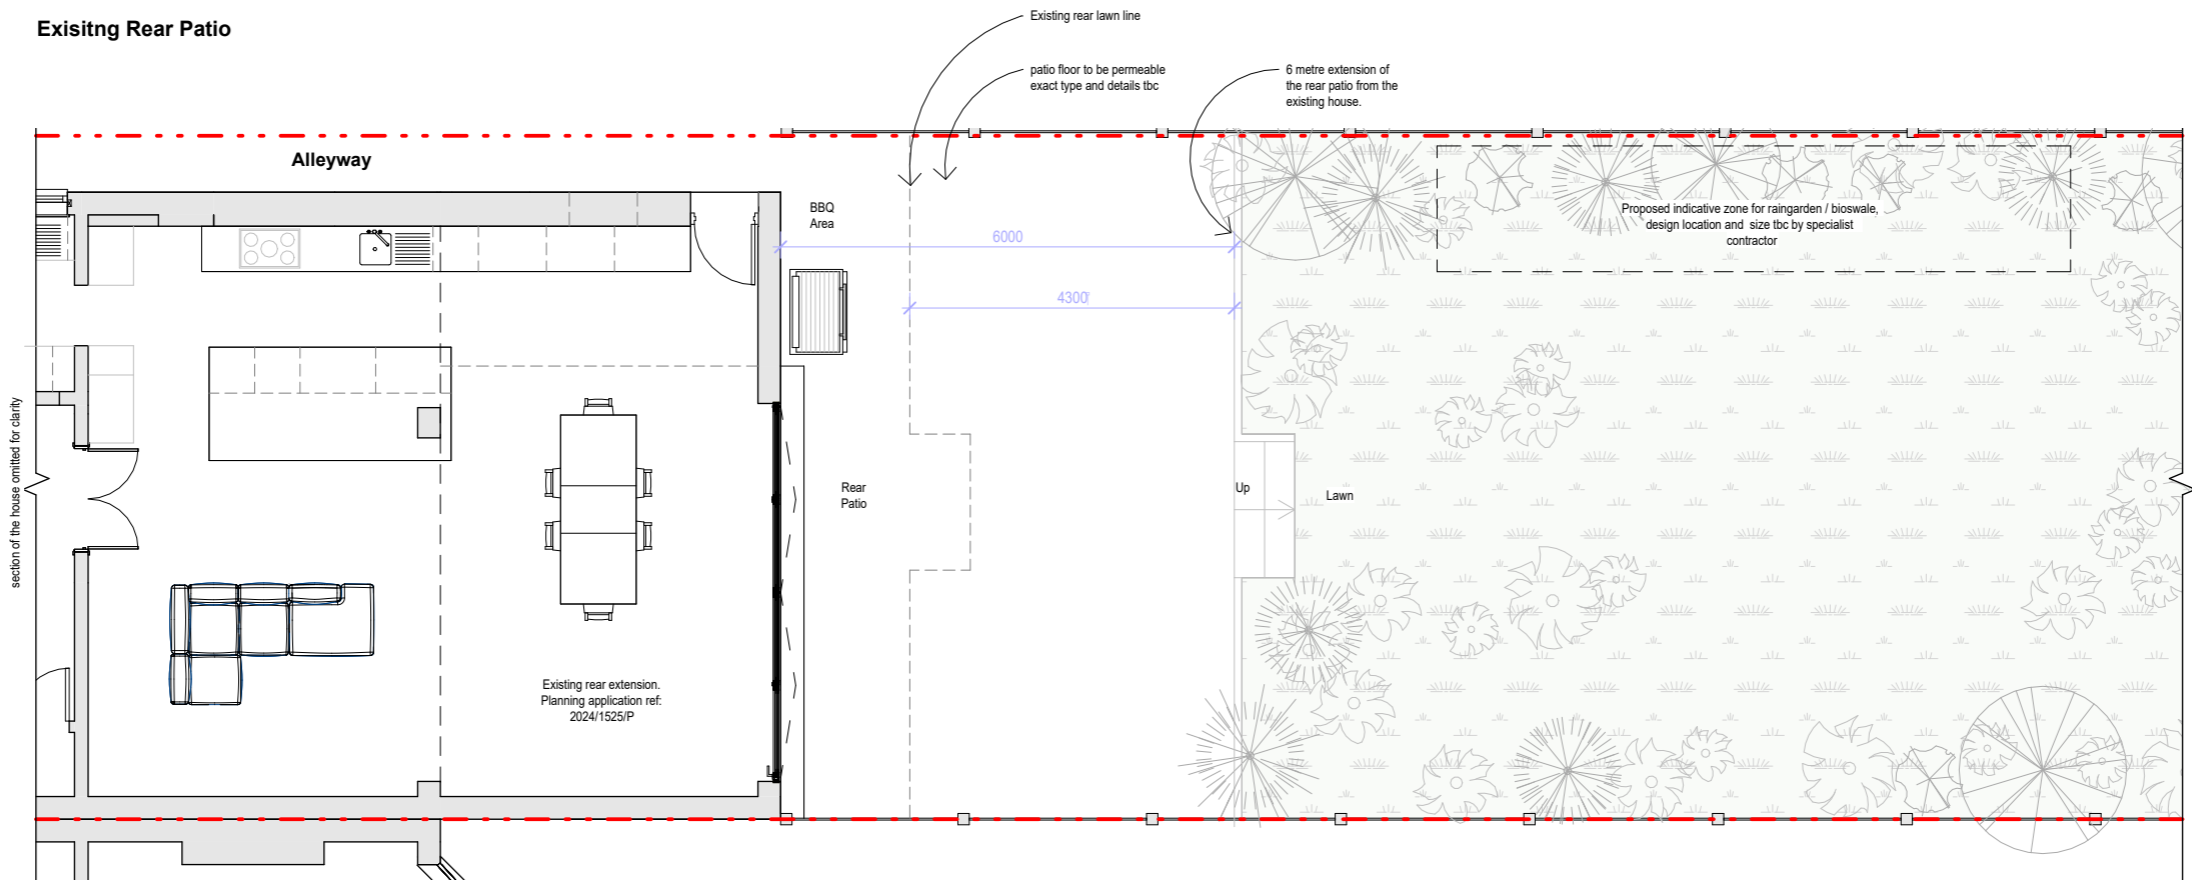 Exisitng Rear Patio
Existing rear lawn line
patio floor to be permeable
exact type and details tbc
6 metre extension of
the rear patio from the
existing house.
Alleyway
BBQ
Area
6000
4300
Proposed indicative zone for raingarden / bioswale,
design location and size tbc by specialist
contractor
section of the house omitted for clarity
Rear
Patio
Up
Lawn
Existing rear extension.
Planning application ref:
2024/1525/P